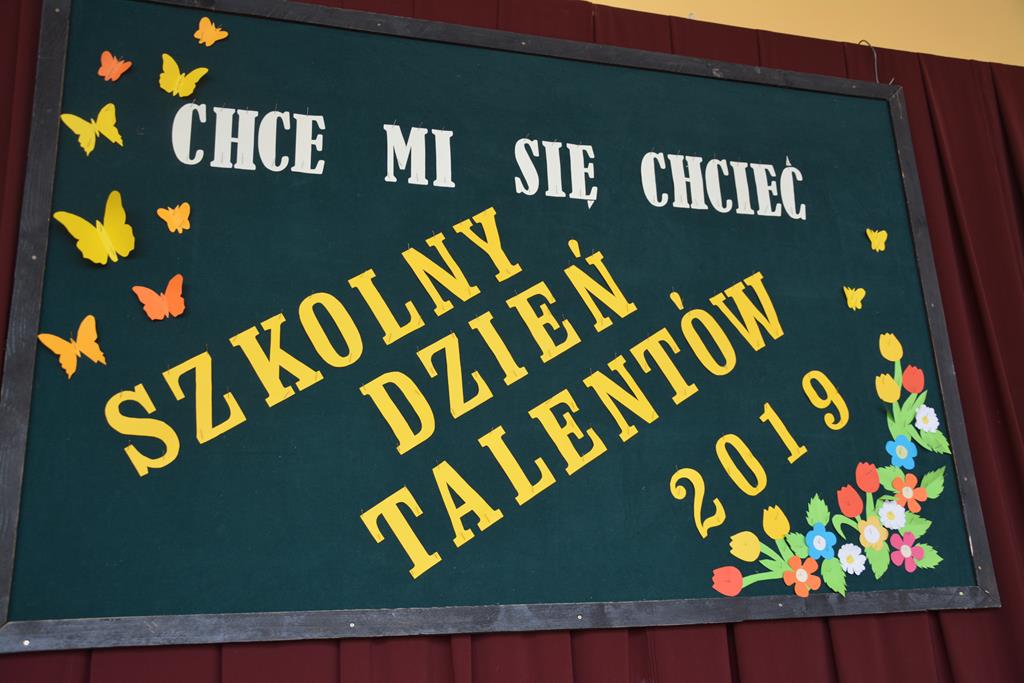 CHCE MI SIĘ CHCIEĆ
SZKOLNY
DZIEŃ
TALENTÓW
2019